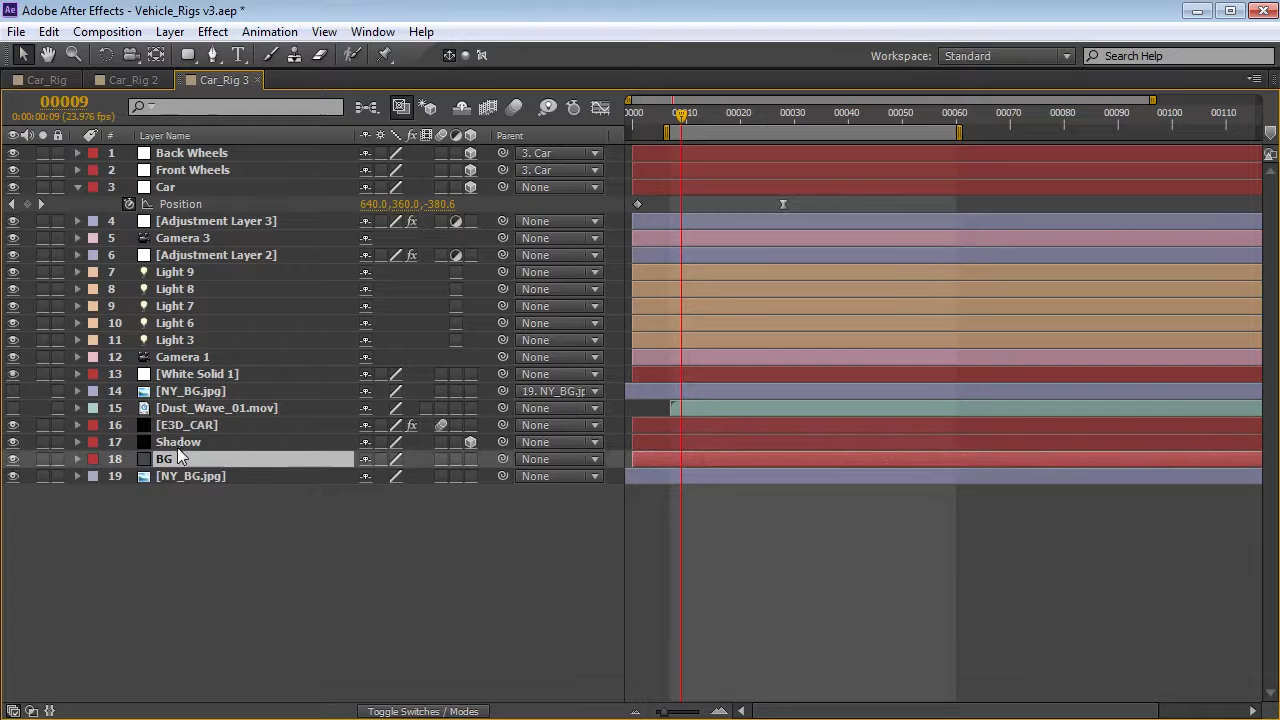 Adobe After Effects - Vehicle_Rigs v3.aep *
File Edit Composition Layer Effect Animation View Window Help
Workspace: Standard Search Help
Car_Rig Car_Rig 2 Car_Rig 3
00009
0:00:00:09 (23.976 fps)
0000 00010 00020 00030 00040 00050 00060 00070 00080 00090 00100 00110
# Layer Name Parent
1 Back Wheels 3. Car
2 Front Wheels 3. Car
3 Car None
Position 640.0,360.0,-380.6
4 [Adjustment Layer 3] fx None
5 Camera 3 None
6 [Adjustment Layer 2] fx None
7 Light 9 None
8 Light 8 None
9 Light 7 None
10 Light 6 None
11 Light 3 None
12 Camera 1 None
13 [White Solid 1] None
14 [NY_BG.jpg] 19. NY_BG.jp
15 [Dust_Wave_01.mov] None
16 [E3D_CAR] fx None
17 Shadow None
18 BG None
19 [NY_BG.jpg] None
Toggle Switches / Modes